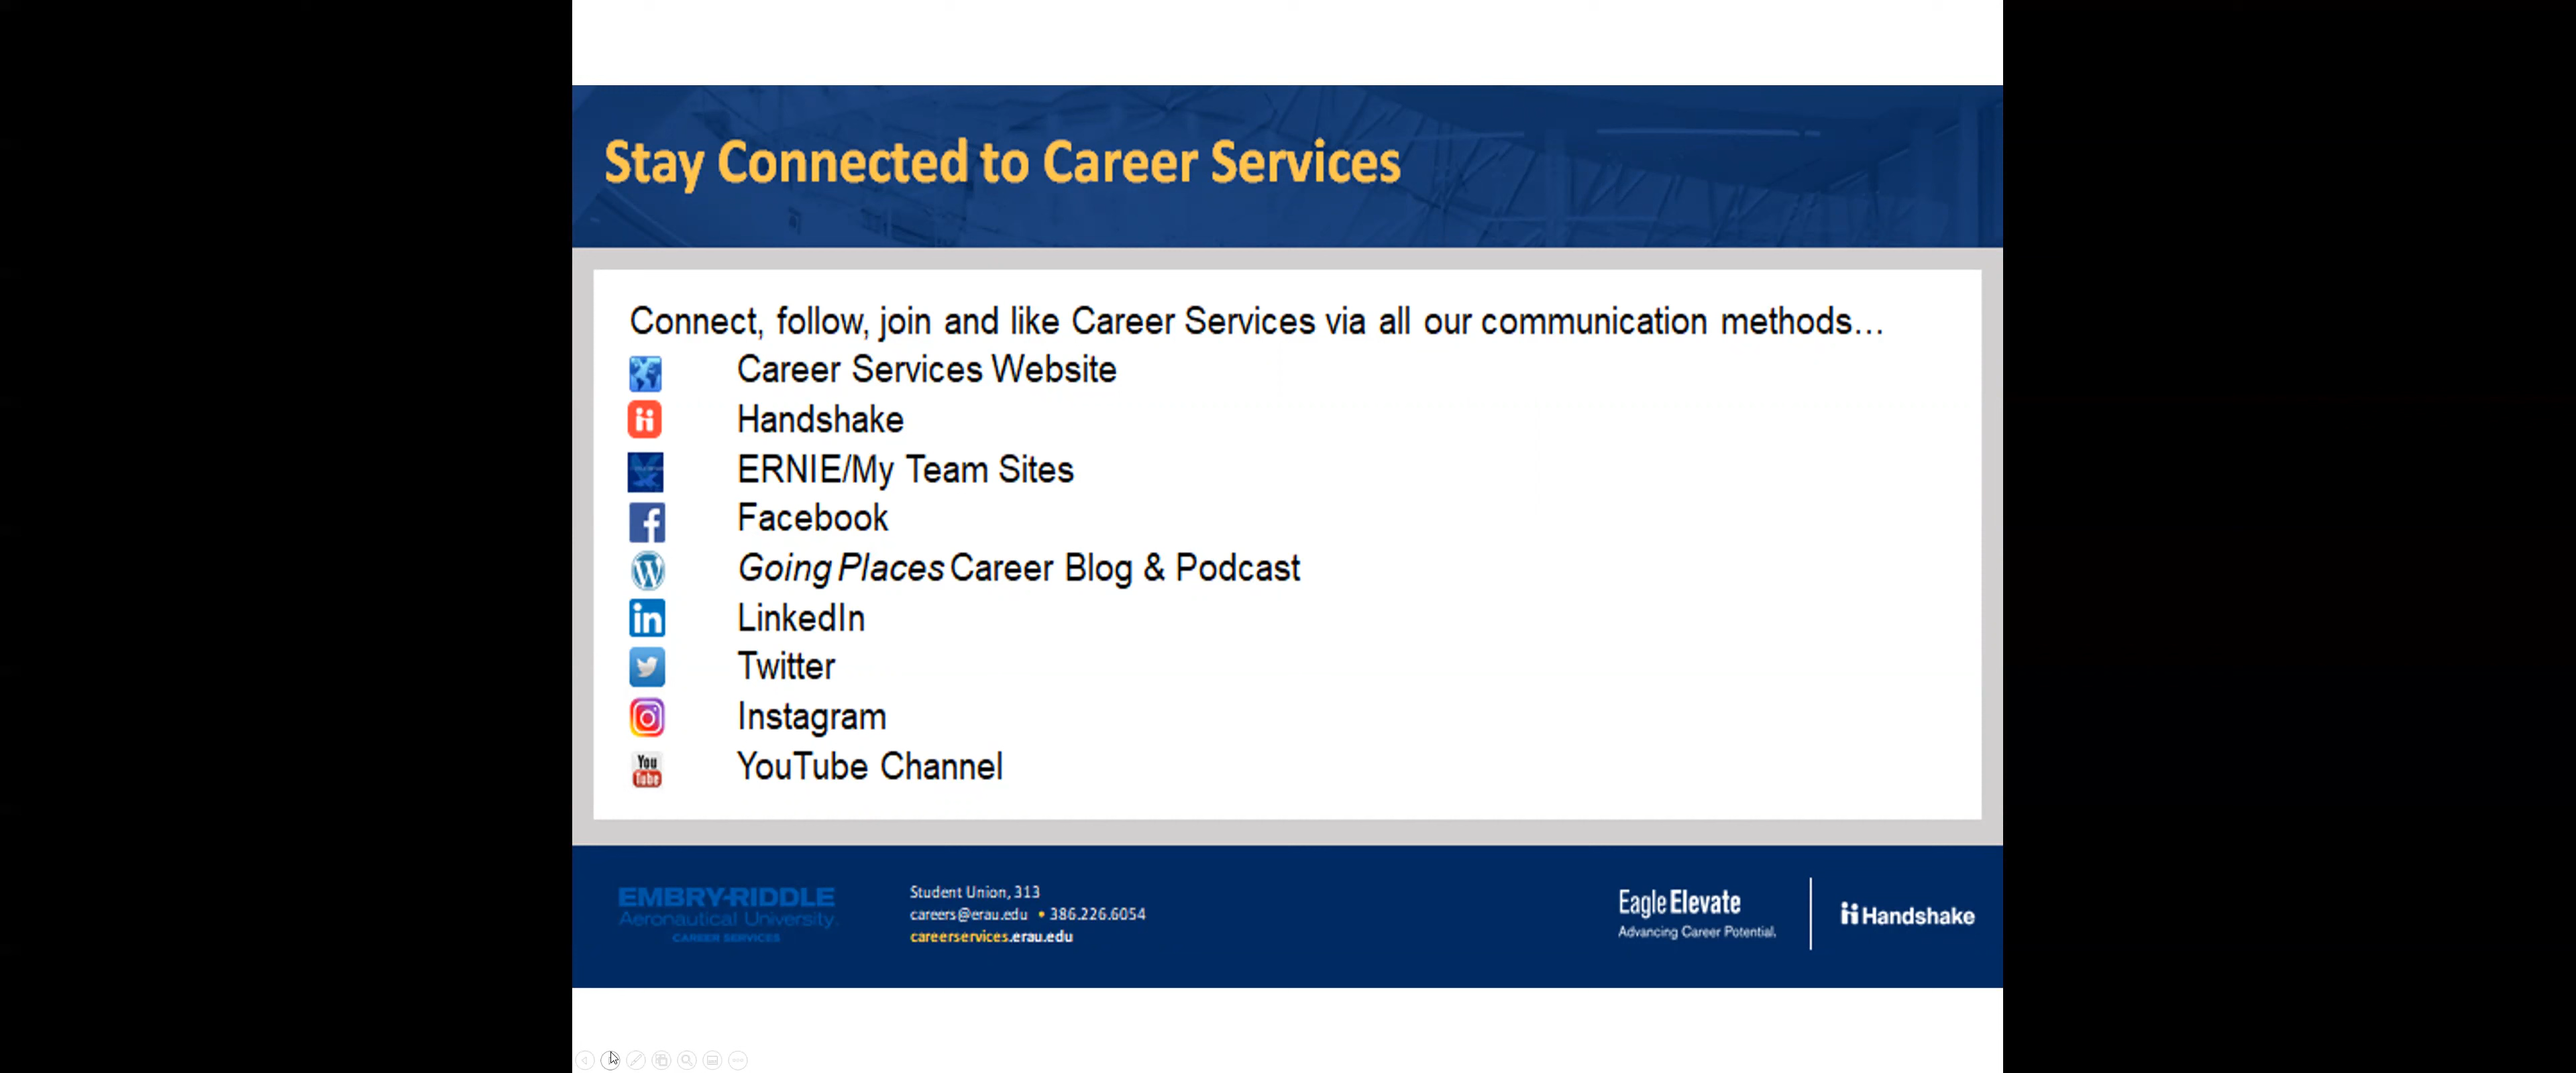 Stay Connected to Career Services
Connect, follow, join and like Career Services via all our communication methods…
Career Services Website
Handshake
ERNIE/My Team Sites
Facebook
Going Places Career Blog & Podcast
LinkedIn
Twitter
Instagram
You
Tube
YouTube Channel
EMBRY-RIDDLE
Aeronautical University.
CAREER SERVICES
Student Union, 313
careers@erau.edu • 386.226.6054
careerservices.erau.edu
Eagle Elevate
Advancing Career Potential.
Handshake